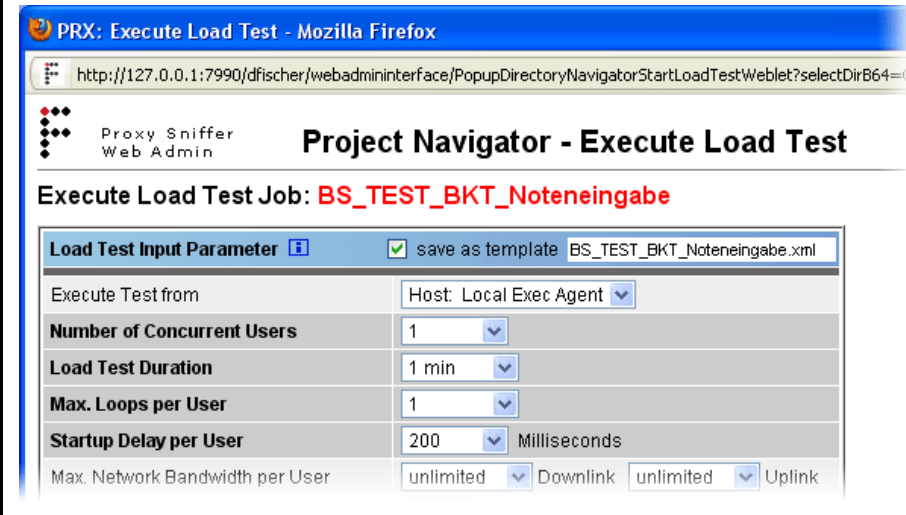 PRX: Execute Load Test - Mozilla Firefox
http://127.0.0.1:7990/dfischer/webadmininterface/PopupDirectoryNavigatorStartLoadTestWeblet?selectDirB64=
Proxy Sniffer
Web Admin
Project Navigator - Execute Load Test
Execute Load Test Job: BS_TEST_BKT_Noteneingabe
Load Test Input Parameter i save as template BS_TEST_BKT_Noteneingabe.xml
Execute Test from Host: Local Exec Agent
Number of Concurrent Users 1
Load Test Duration 1 min
Max. Loops per User 1
Startup Delay per User 200 Milliseconds
Max. Network Bandwidth per User unlimited Downlink unlimited Uplink